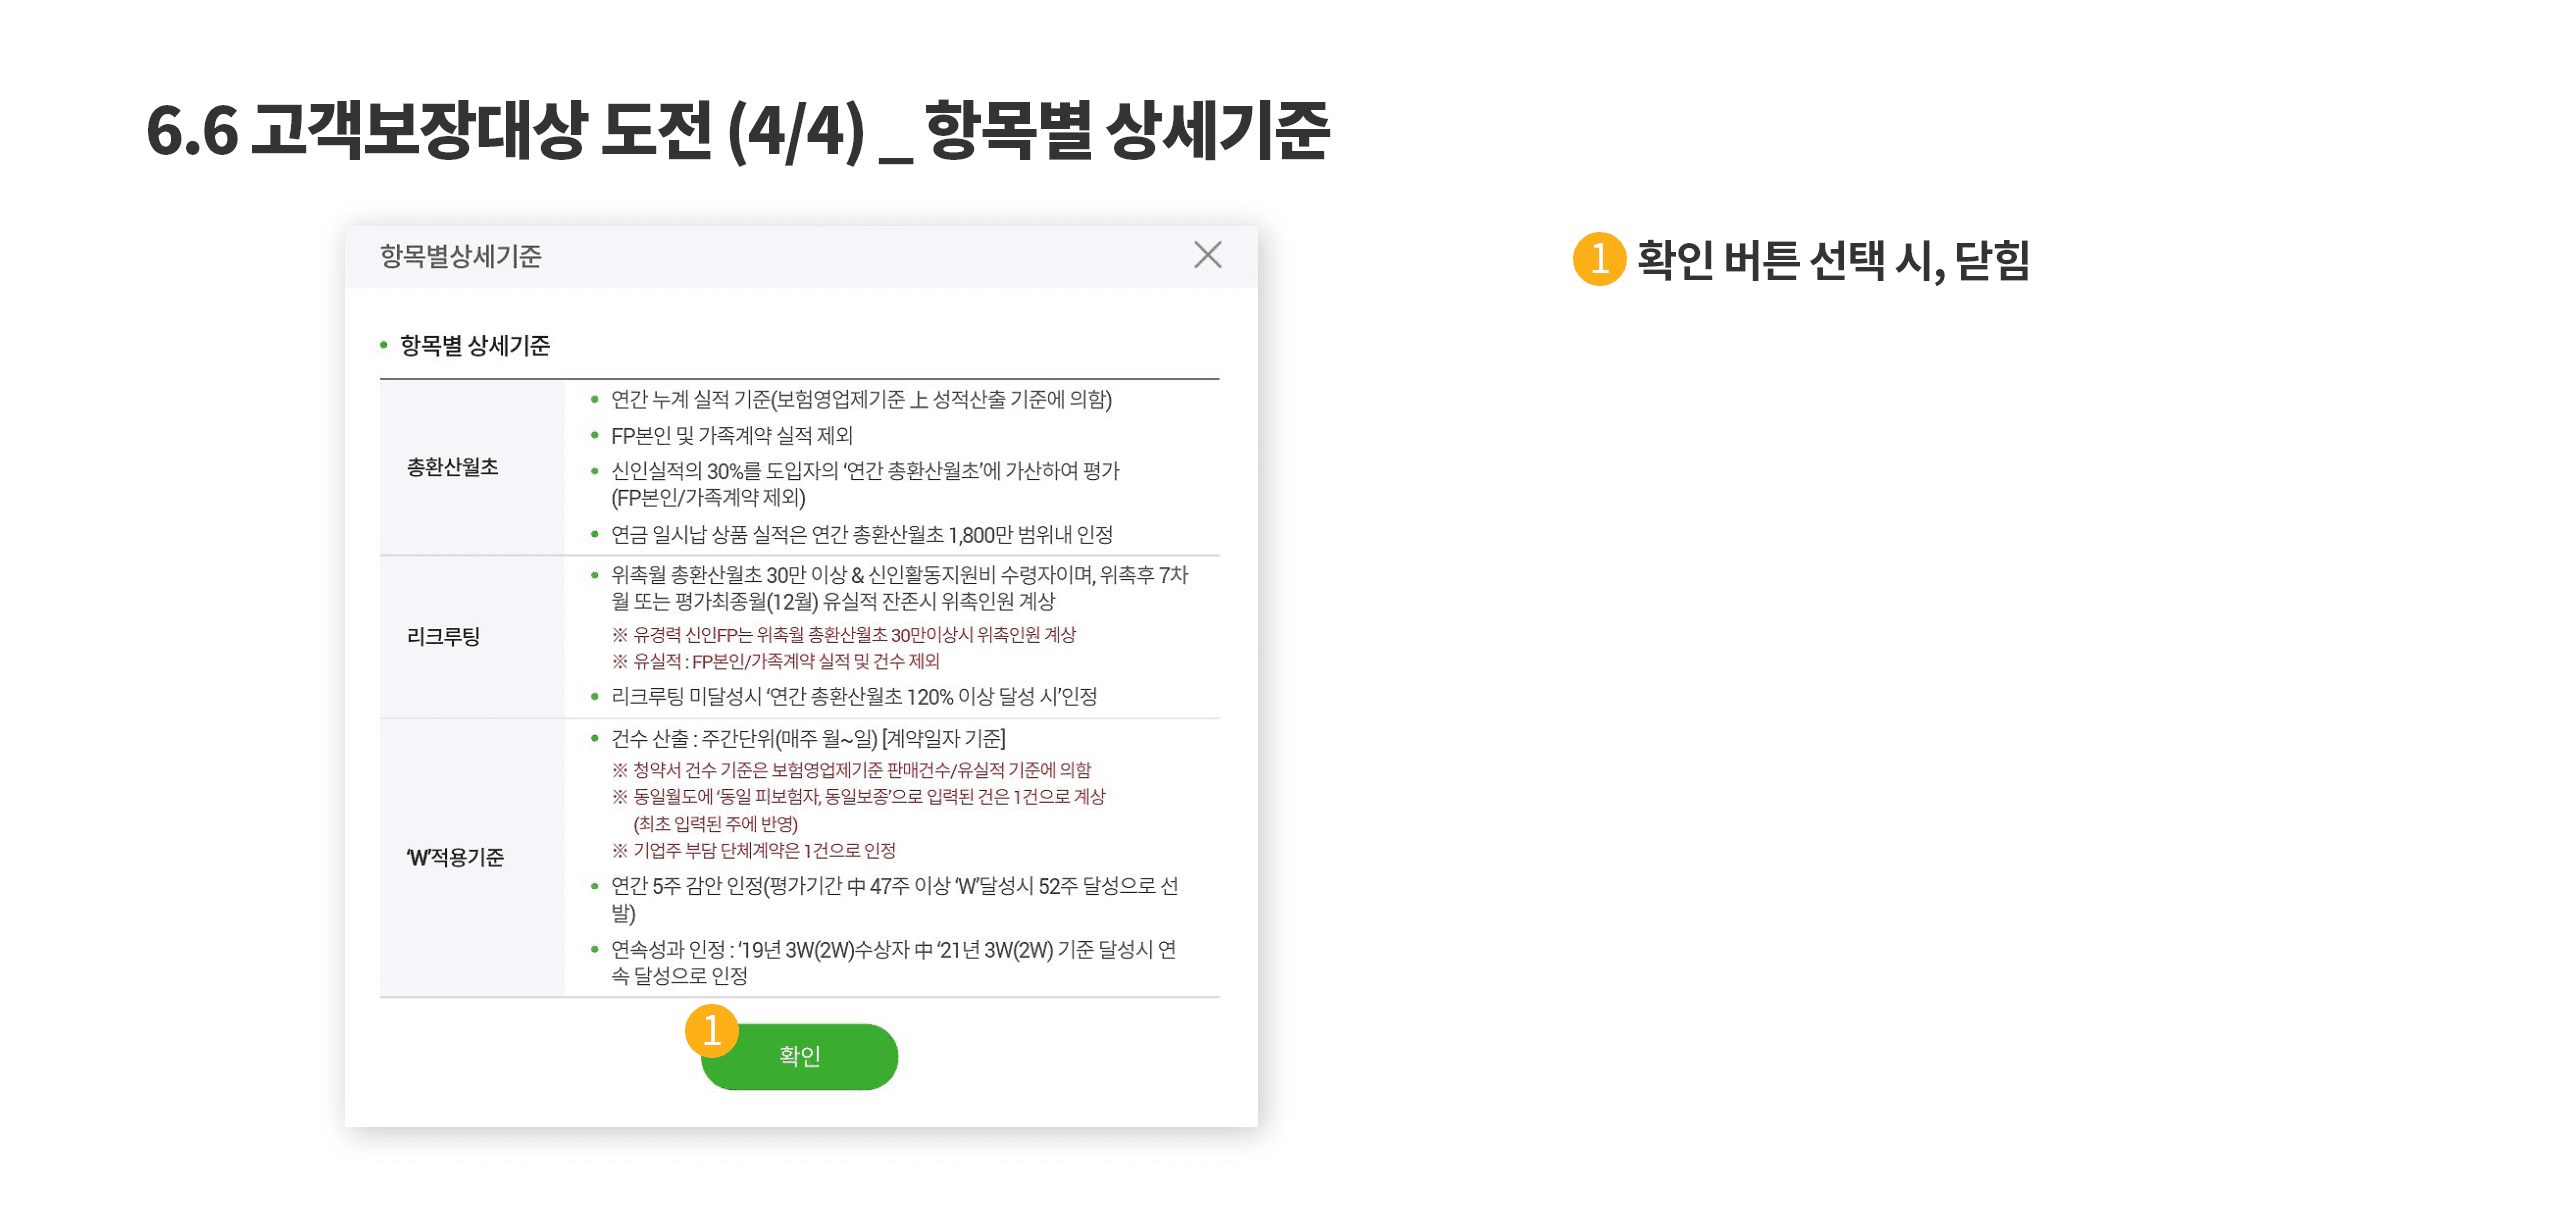 6.6 고객보장대상 도전 (4/4) _ 항목별 상세기준
항목별상세기준
1 확인 버튼 선택 시, 닫힘
• 항목별 상세기준
총환산월초
• 연간 누계 실적 기준(보험영업제기준 上 성적산출 기준에 의함)
• FP본인 및 가족계약 실적 제외
• 신인실적의 30%를 도입자의 ‘연간 총환산월초’에 가산하여 평가
(FP본인/가족계약 제외)
• 연금 일시납 상품 실적은 연간 총환산월초 1,800만 범위내 인정
리크루팅
• 위촉월 총환산월초 30만 이상 & 신인활동지원비 수령자이며, 위촉후 7차
월 또는 평가최종월(12월) 유실적 잔존시 위촉인원 계상
※ 유경력 신인FP는 위촉월 총환산월초 30만이상시 위촉인원 계상
※ 유실적 : FP본인/가족계약 실적 및 건수 제외
• 리크루팅 미달성시 ‘연간 총환산월초 120% 이상 달성 시’인정
‘W’적용기준
• 건수 산출 : 주간단위(매주 월~일) [계약일자 기준]
※ 청약서 건수 기준은 보험영업제기준 판매건수/유실적 기준에 의함
※ 동일월도에 ‘동일 피보험자, 동일보종’으로 입력된 건은 1건으로 계상
(최초 입력된 주에 반영)
※ 기업주 부담 단체계약은 1건으로 인정
• 연간 5주 감안 인정(평가기간 中 47주 이상 ‘W’달성시 52주 달성으로 선
발)
• 연속성과 인정 : ‘19년 3W(2W)수상자 中 ‘21년 3W(2W) 기준 달성시 연
속 달성으로 인정
1
확인